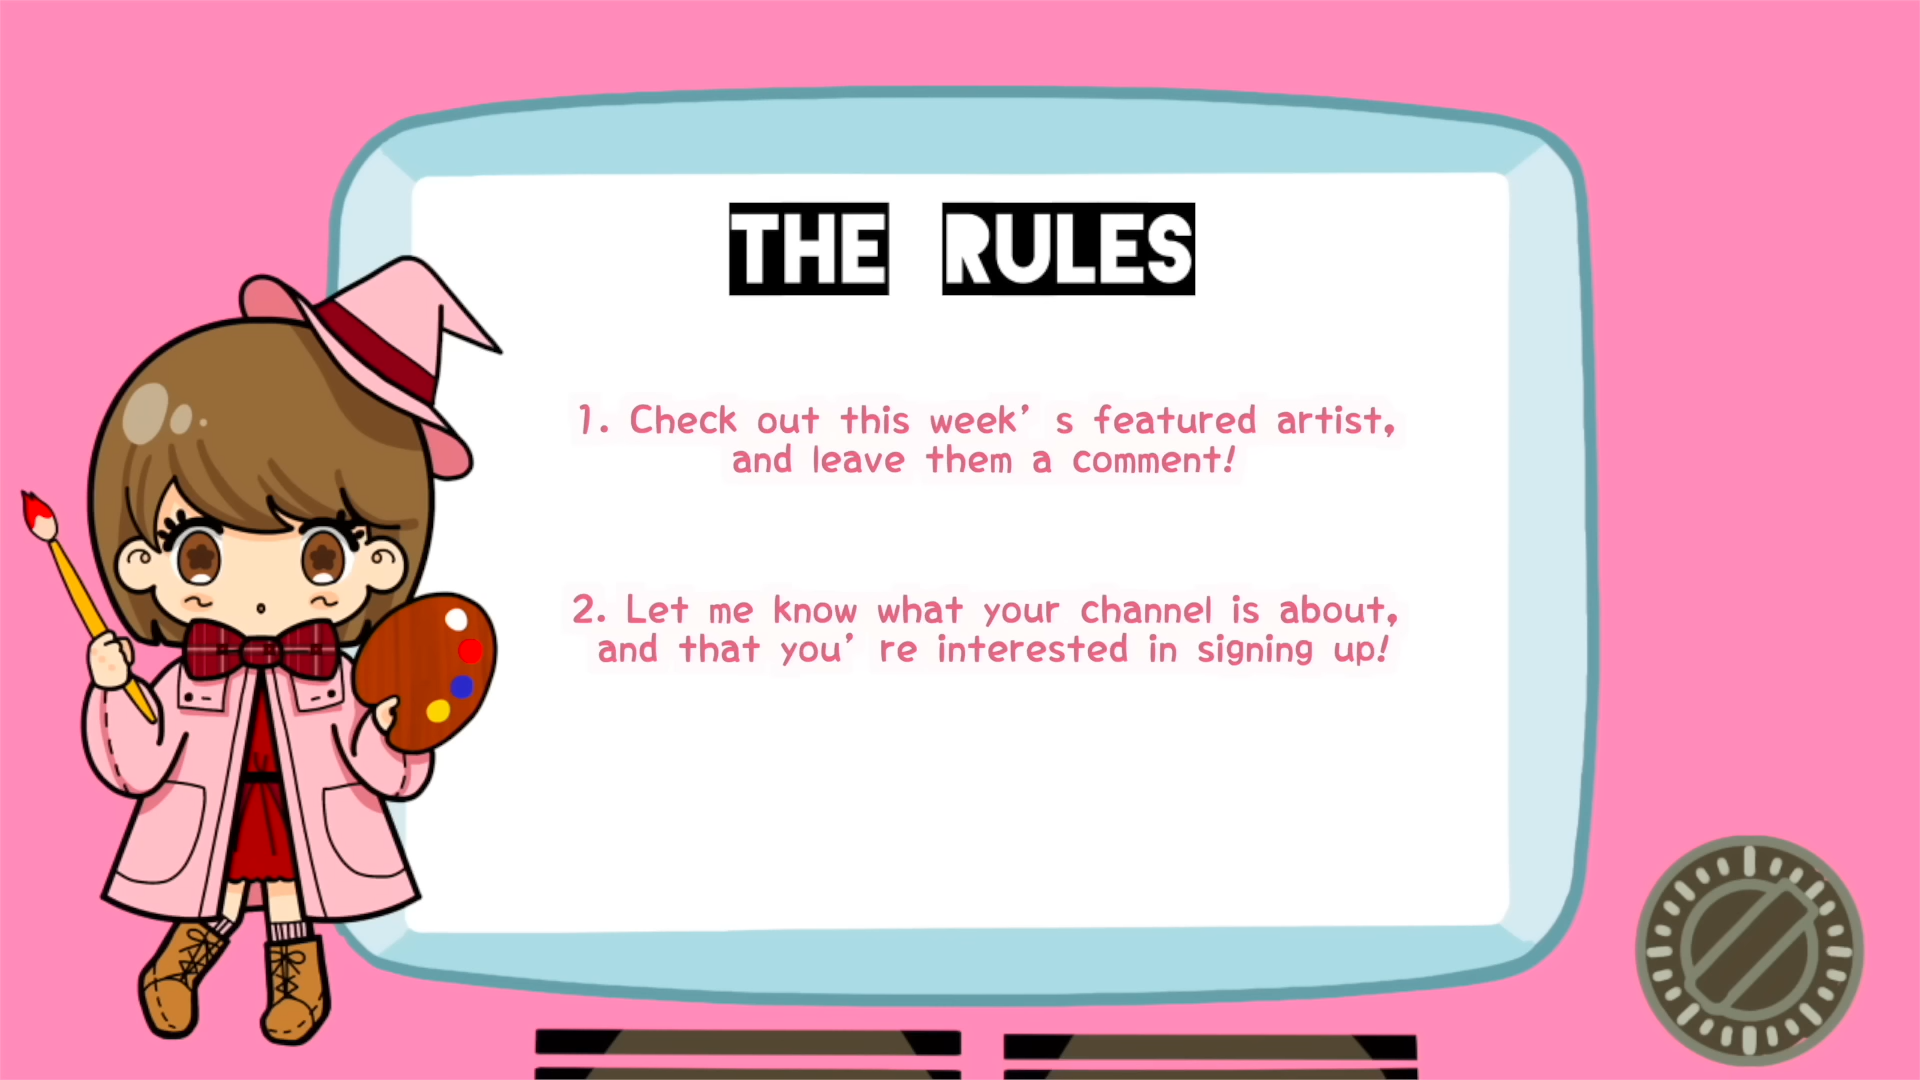 THE RULES
1. Check out this week’s featured artist,
and leave them a comment!
2. Let me know what your channel is about,
and that you’re interested in signing up!